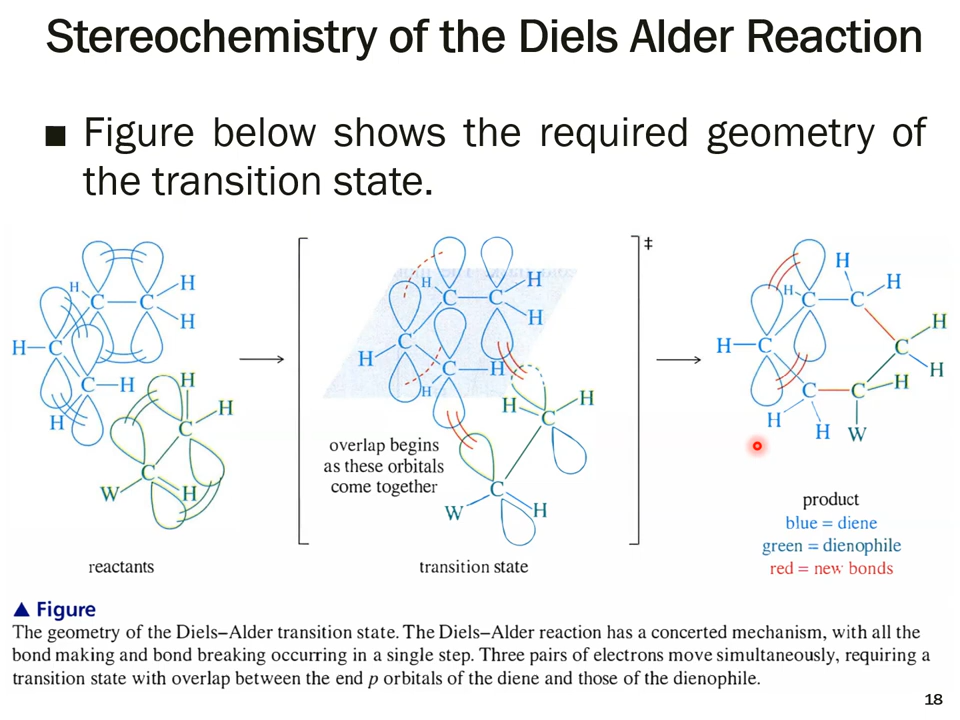 Stereochemistry of the Diels Alder Reaction
■ Figure below shows the required geometry of
the transition state.
H
H
C
C
H
H
C
H
C
H
H
H
H
C
C
W
H
reactants
‡
H
C
C
H
H
C
H
C
H
H
H
C
H
C
W
H
overlap begins
as these orbitals
come together
transition state
H
H
H
C
C
H
C
C
H
H
C
C
H
H
H
W
product
blue = diene
green = dienophile
red = new bonds
▲ Figure
The geometry of the Diels–Alder transition state. The Diels–Alder reaction has a concerted mechanism, with all the
bond making and bond breaking occurring in a single step. Three pairs of electrons move simultaneously, requiring a
transition state with overlap between the end p orbitals of the diene and those of the dienophile.
18